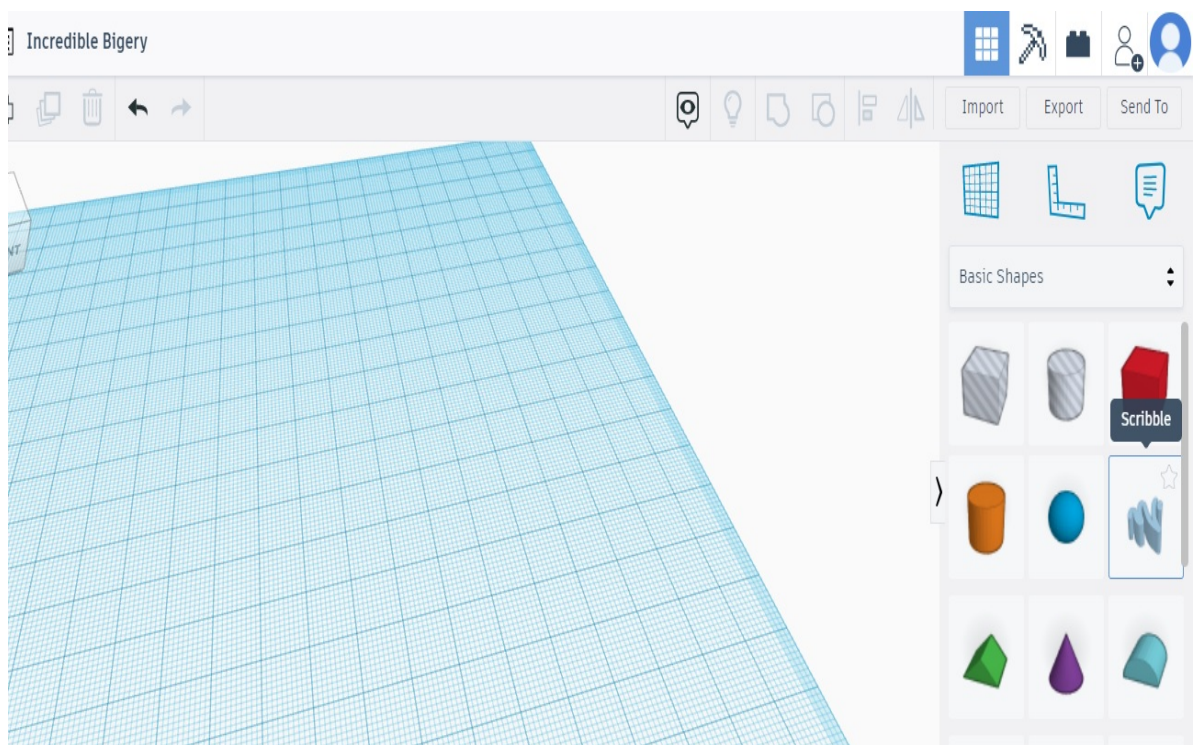 Incredible Bigery
Import
Export
Send To
Basic Shapes
Scribble